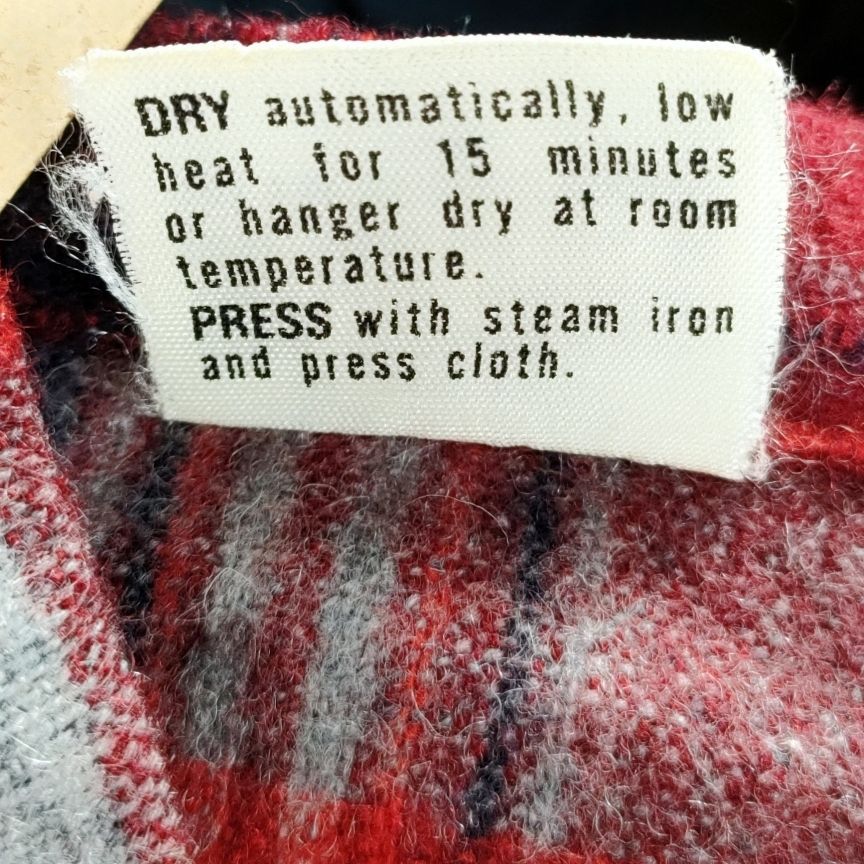 DRY automatically, low
heat for 15 minutes
or hanger dry at room
temperature.
PRESS with steam iron
and press cloth.